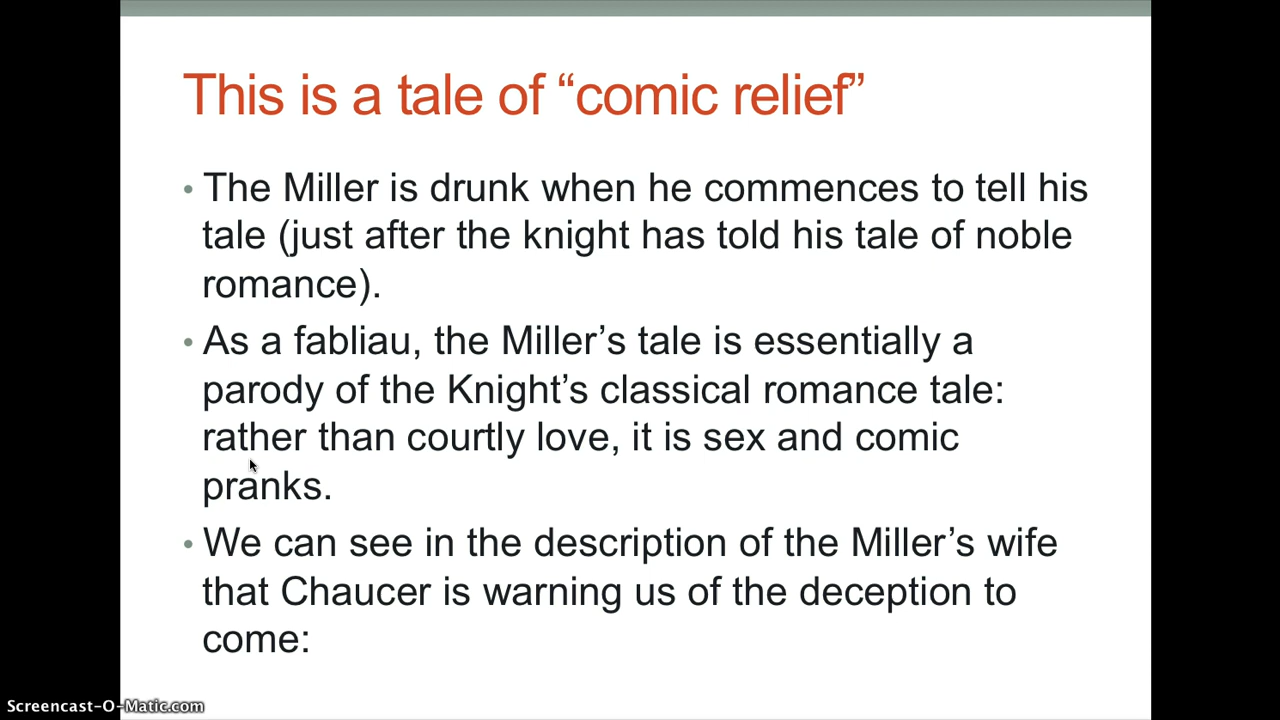 This is a tale of “comic relief”
• The Miller is drunk when he commences to tell his
tale (just after the knight has told his tale of noble
romance).
• As a fabliau, the Miller’s tale is essentially a
parody of the Knight’s classical romance tale:
rather than courtly love, it is sex and comic
pranks.
• We can see in the description of the Miller’s wife
that Chaucer is warning us of the deception to
come:
Screencast-O-Matic.com